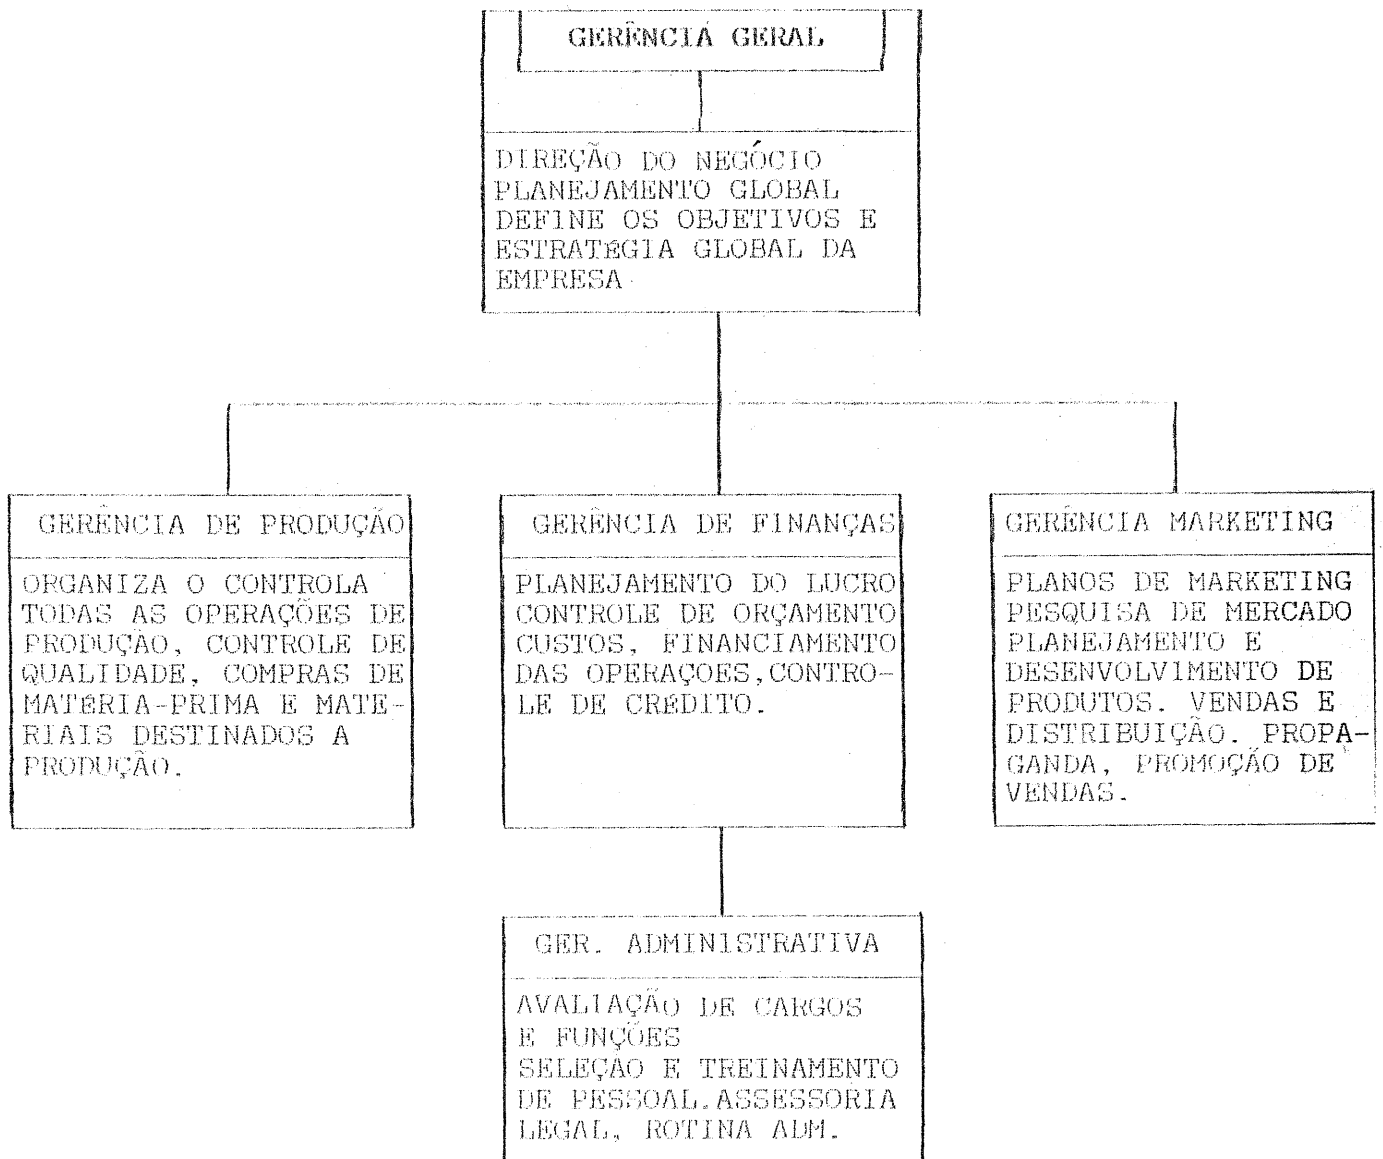 GERÊNCIA GERAL
DIREÇÃO DO NEGÓCIO
PLANEJAMENTO GLOBAL
DEFINE OS OBJETIVOS E
ESTRATÉGIA GLOBAL DA
EMPRESA
GERÊNCIA DE PRODUÇÃO
ORGANIZA O CONTROLA
TODAS AS OPERAÇÕES DE
PRODUÇÃO, CONTROLE DE
QUALIDADE, COMPRAS DE
MATÉRIA-PRIMA E MATE-
RIAIS DESTINADOS A
PRODUÇÃO.
GERÊNCIA DE FINANÇAS
PLANEJAMENTO DO LUCRO
CONTROLE DE ORÇAMENTO
CUSTOS, FINANCIAMENTO
DAS OPERAÇOES,CONTRO-
LE DE CRÉDITO.
GERÊNCIA MARKETING
PLANOS DE MARKETING
PESQUISA DE MERCADO
PLANEJAMENTO E
DESENVOLVIMENTO DE
PRODUTOS. VENDAS E
DISTRIBUIÇÃO. PROPA-
GANDA, PROMOÇÃO DE
VENDAS.
GER. ADMINISTRATIVA
AVALIAÇÃO DE CARGOS
E FUNÇÕES
SELEÇÃO E TREINAMENTO
DE PESSOAL.ASSESSORIA
LEGAL, ROTINA ADM.